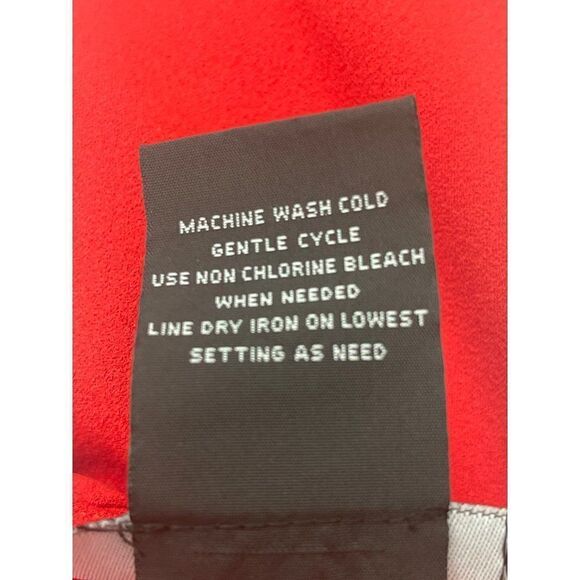 MACHINE WASH COLD
GENTLE CYCLE
USE NON CHLORINE BLEACH
WHEN NEEDED
LINE DRY IRON ON LOWEST
SETTING AS NEED